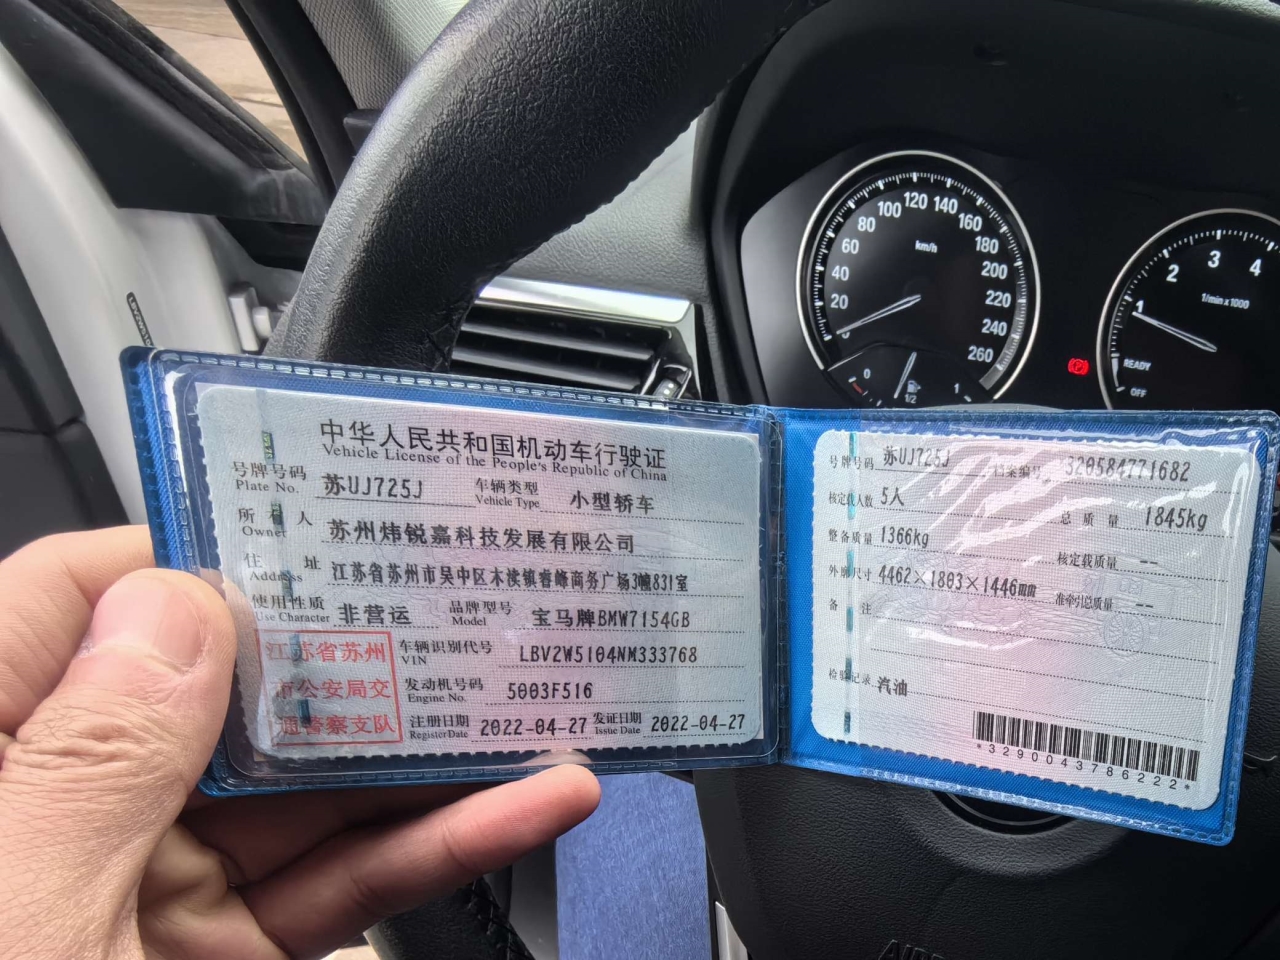 120
140
100
160
80
180
60
km/h
200
40
220
20
240
260
0
1/2
1
1
2
3
4
1/min x 1000
READY
OFF
中华人民共和国机动车行驶证
Vehicle License of the People's Republic of China
号牌号码 苏UJ725J 车辆类型 小型轿车
Plate No. Vehicle Type
所有人 苏州炜锐嘉科技发展有限公司
Owner
住址 江苏省苏州市吴中区木渎镇睿峰商务广场3幢831室
Address
使用性质 非营运 品牌型号 宝马牌BMW7154GB
Use Character Model
江苏省苏州
市公安局交
通警察支队
车辆识别代号 LBV2W5104NM333768
VIN
发动机号码 5003F516
Engine No.
注册日期 2022-04-27 发证日期 2022-04-27
Register Date Issue Date
号牌号码 苏UJ725J 档案编号 320584771682
核定载人数 5人 总质量 1845kg
整备质量 1366kg 核定载质量 --
外廓尺寸 4462×1803×1446mm 准牵引总质量 --
备注
检验记录 汽油
*3290043786222*